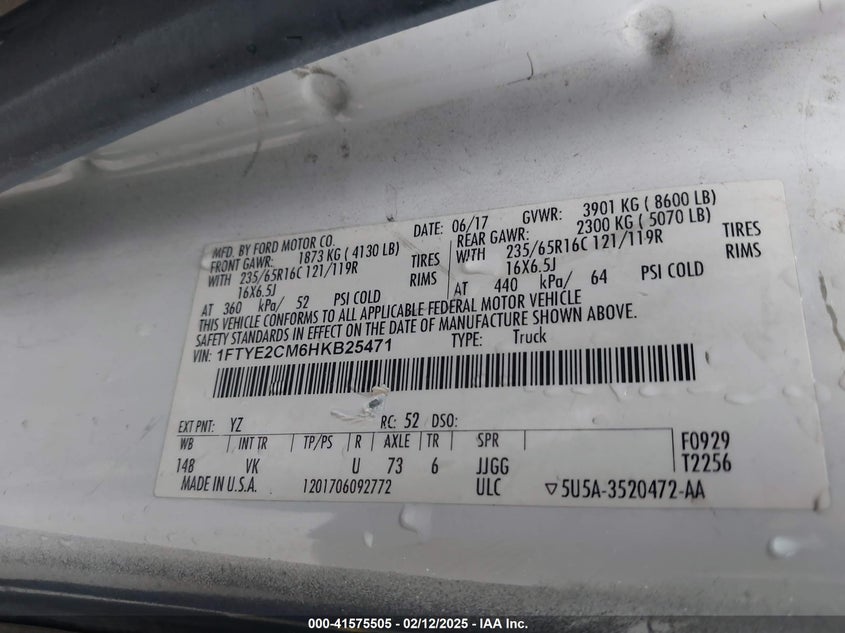 MFD. BY FORD MOTOR CO. DATE: 06/17 GVWR: 3901 KG ( 8600 LB)
FRONT GAWR: 1873 KG ( 4130 LB) REAR GAWR: 2300 KG ( 5070 LB)
WITH 235/65R16C 121/119R TIRES WITH 235/65R16C 121/119R TIRES
16X6.5J RIMS 16X6.5J RIMS
AT 360 kPa/ 52 PSI COLD AT 440 kPa/ 64 PSI COLD
THIS VEHICLE CONFORMS TO ALL APPLICABLE FEDERAL MOTOR VEHICLE
SAFETY STANDARDS IN EFFECT ON THE DATE OF MANUFACTURE SHOWN ABOVE.
VIN: 1FTYE2CM6HKB25471 TYPE: Truck
EXT PNT: YZ RC: 52 DSO:
WB INT TR TP/PS R AXLE TR SPR F0929
148 VK U 73 6 JJGG T2256
MADE IN U.S.A. 1201706092772 ULC ▽5U5A-3520472-AA
000-41575505 - 02/12/2025 - IAA Inc.